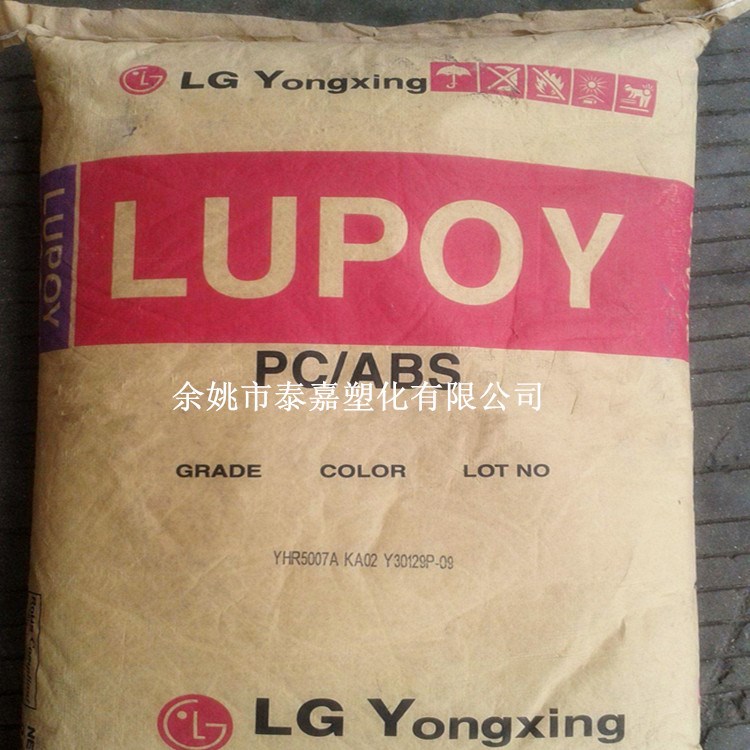 LG Yongxing
LUPOY
LUPOY
PC/ABS
余姚市泰嘉塑化有限公司
GRADE COLOR LOT NO
YHR5007A KA02 Y30129P-09
LG Yongxing